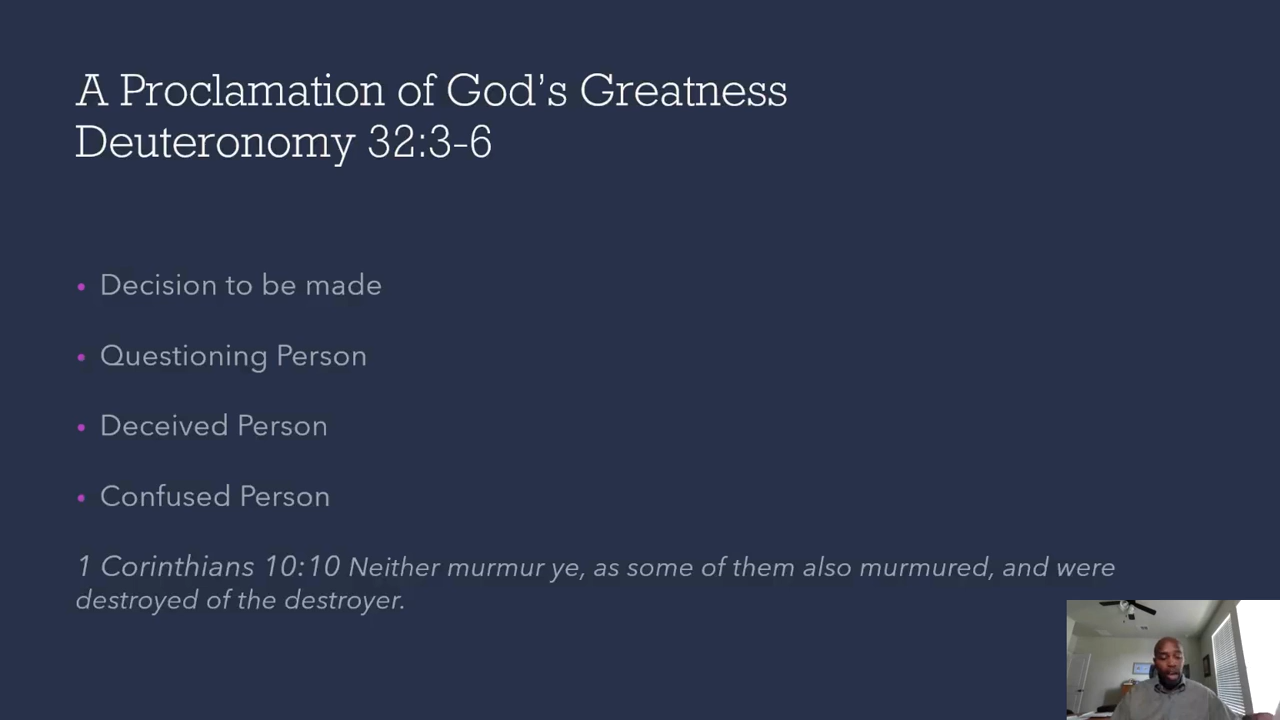 A Proclamation of God's Greatness
Deuteronomy 32:3-6
• Decision to be made
• Questioning Person
• Deceived Person
• Confused Person
1 Corinthians 10:10 Neither murmur ye, as some of them also murmured, and were
destroyed of the destroyer.